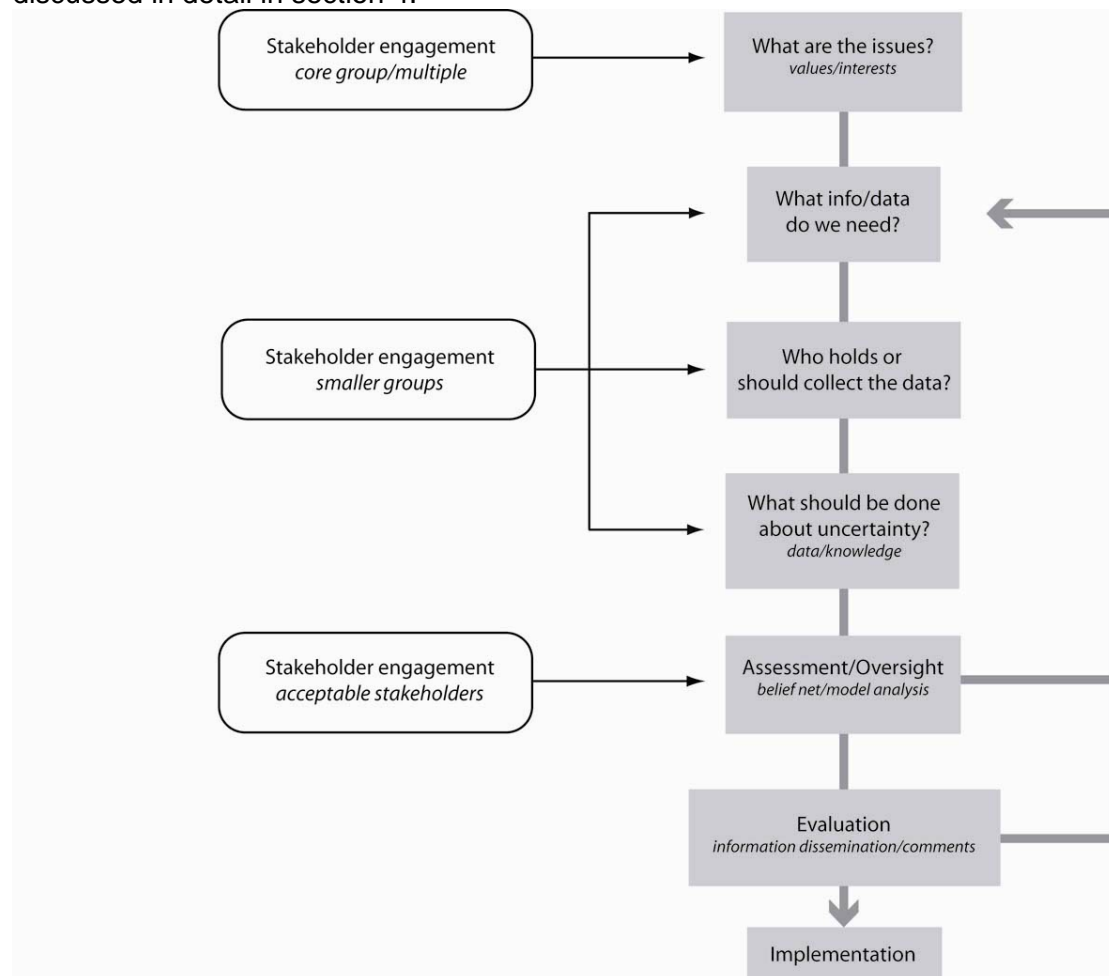 discussed in detail in section 4.
Stakeholder engagement
core group/multiple
What are the issues?
values/interests
What info/data
do we need?
Stakeholder engagement
smaller groups
Who holds or
should collect the data?
What should be done
about uncertainty?
data/knowledge
Stakeholder engagement
acceptable stakeholders
Assessment/Oversight
belief net/model analysis
Evaluation
information dissemination/comments
Implementation